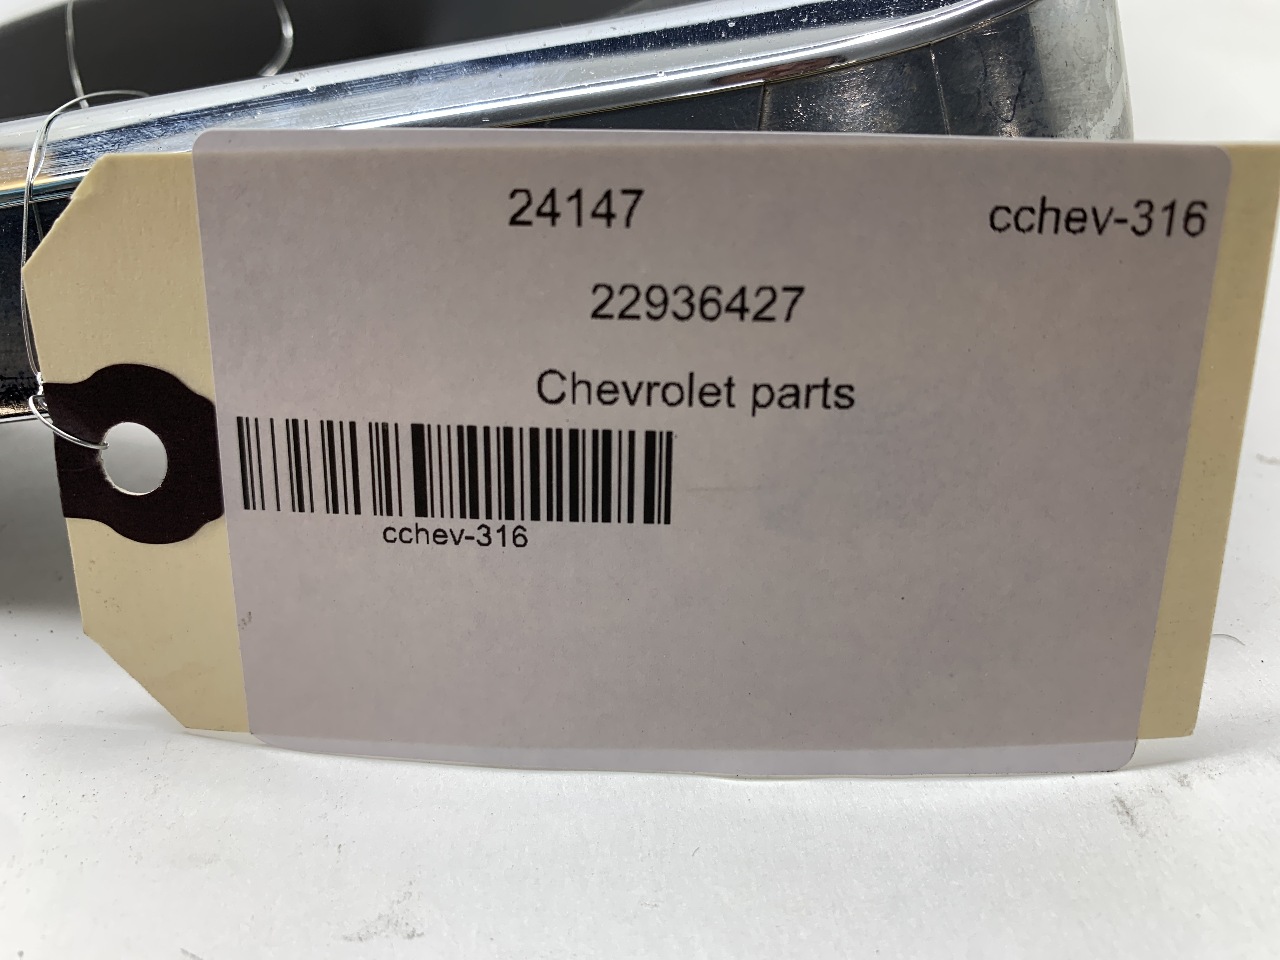 24147 cchev-316
22936427
Chevrolet parts
cchev-316